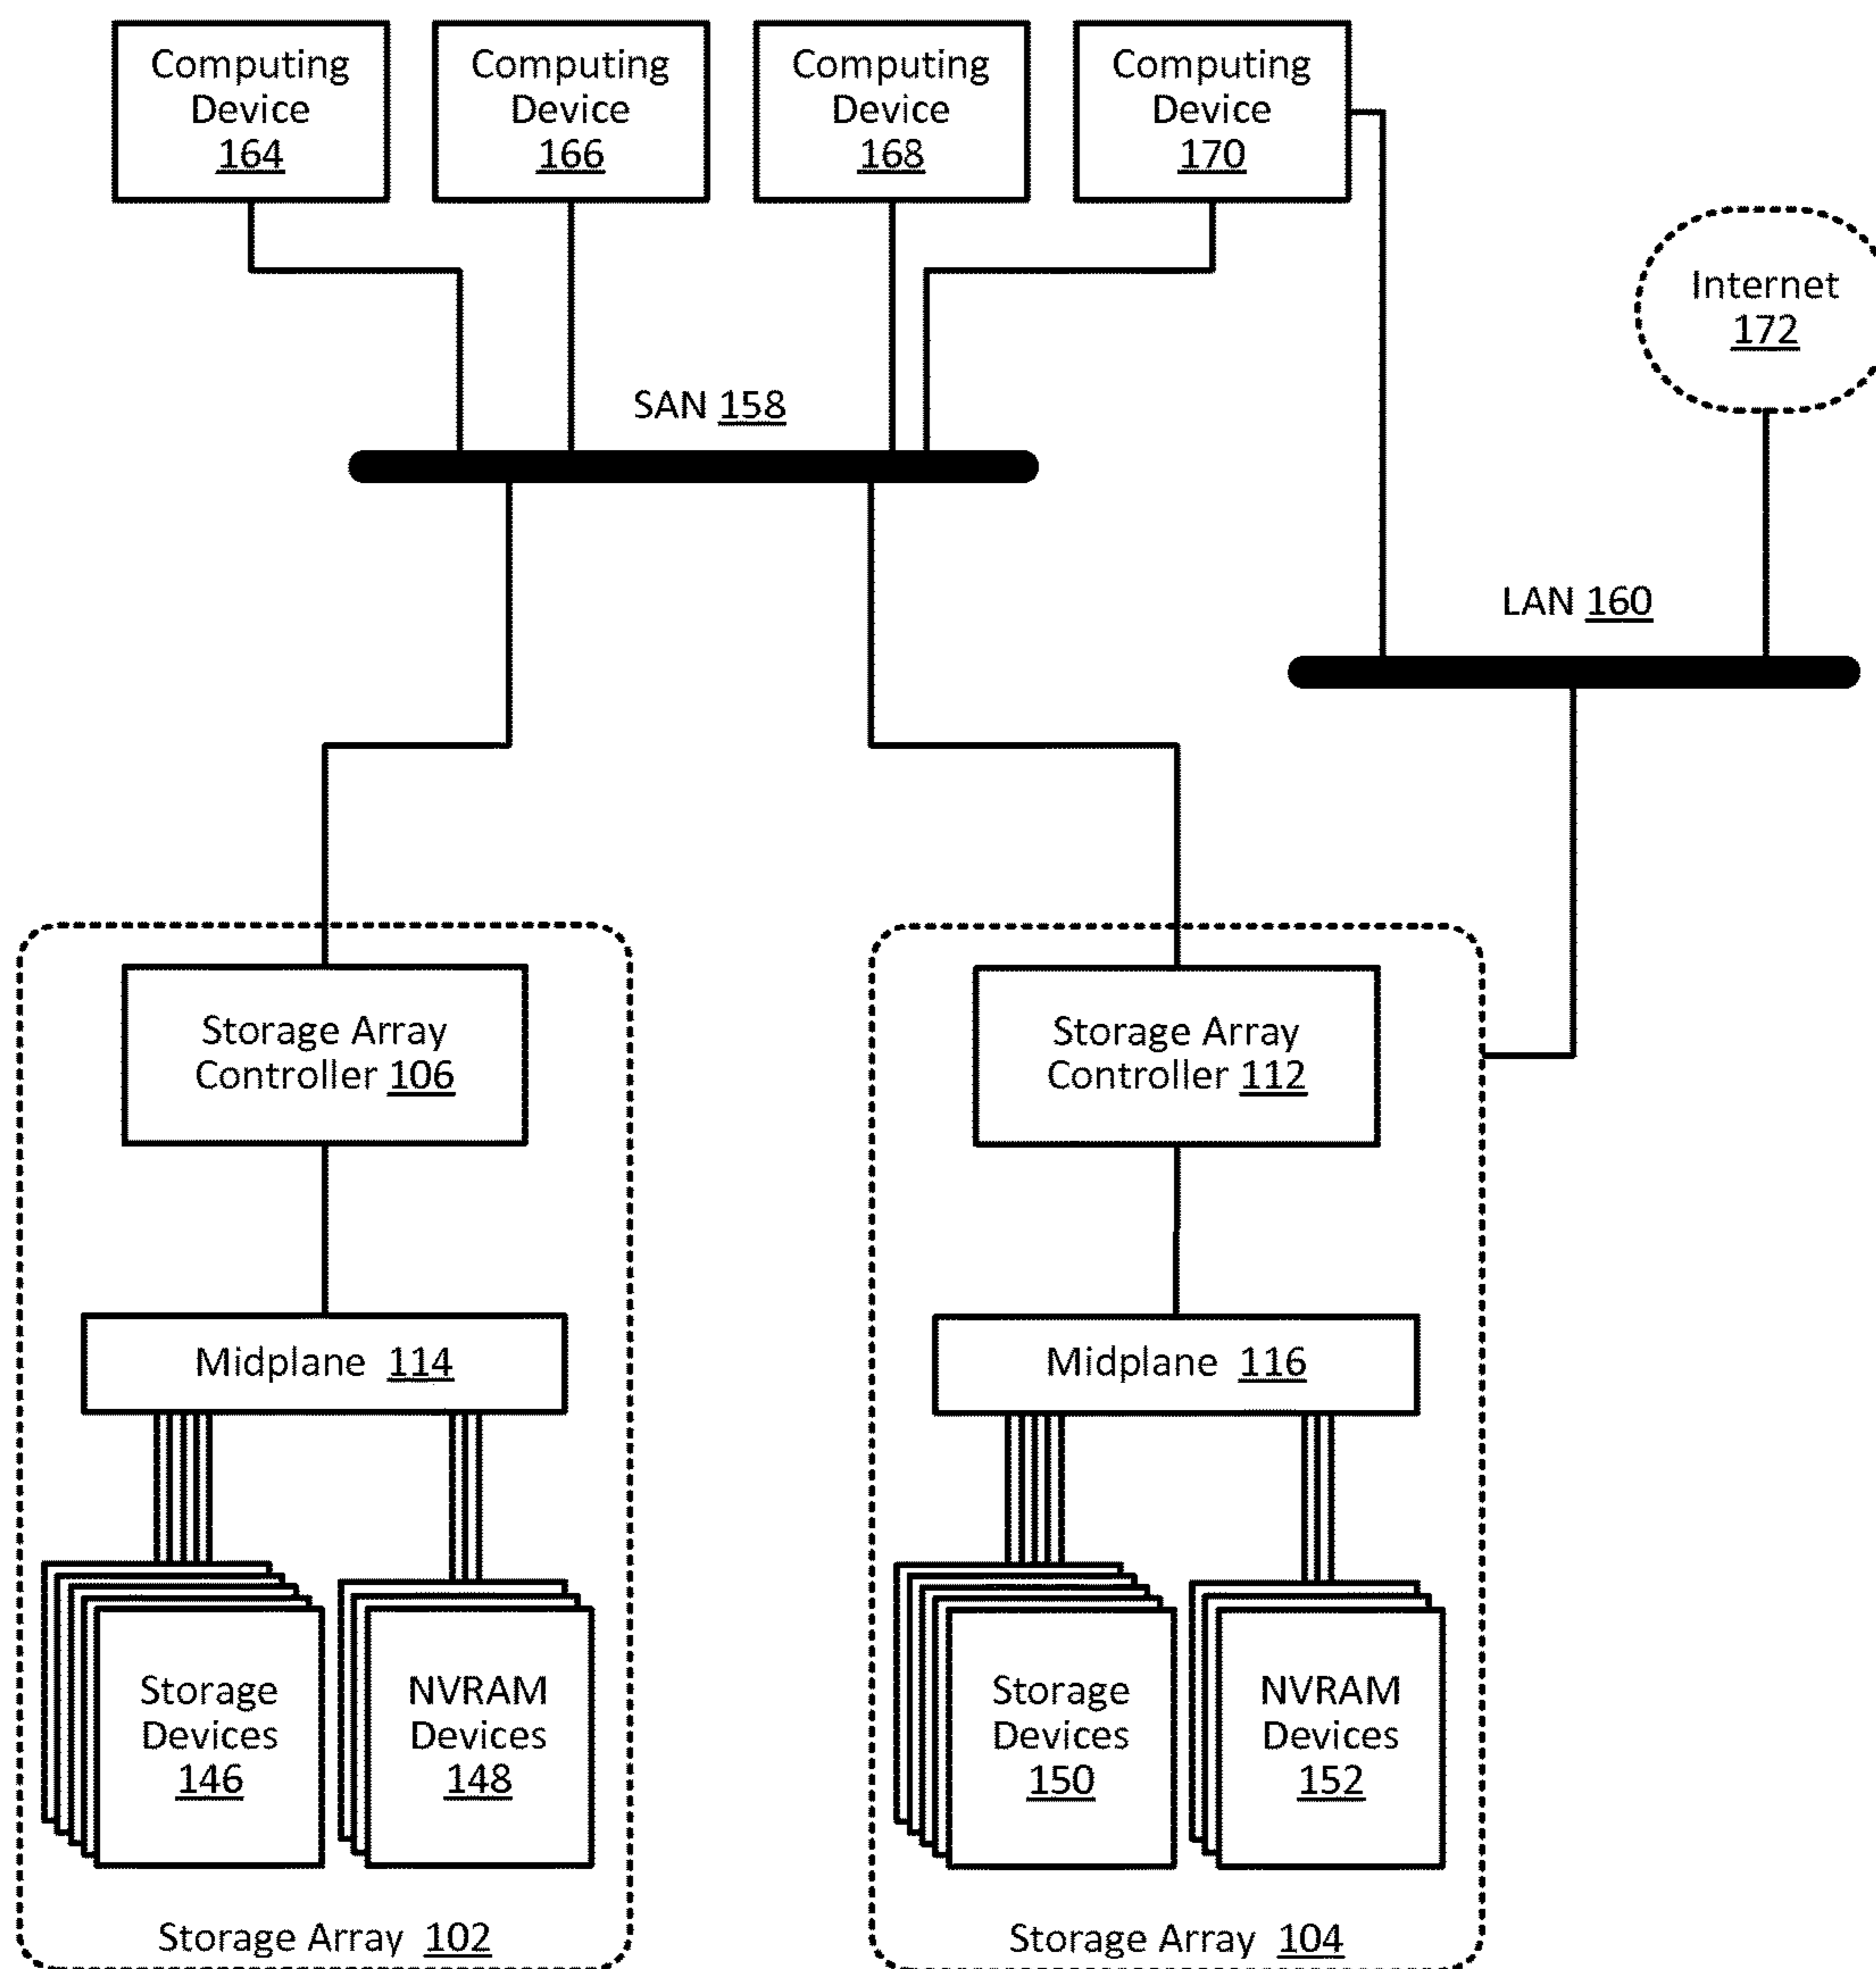 Computing
Device
164
Computing
Device
166
Computing
Device
168
Computing
Device
170
Internet
172
SAN 158
LAN 160
Storage Array
Controller 106
Storage Array
Controller 112
Midplane 114
Midplane 116
Storage
Devices
146
NVRAM
Devices
148
Storage
Devices
150
NVRAM
Devices
152
Storage Array 102
Storage Array 104